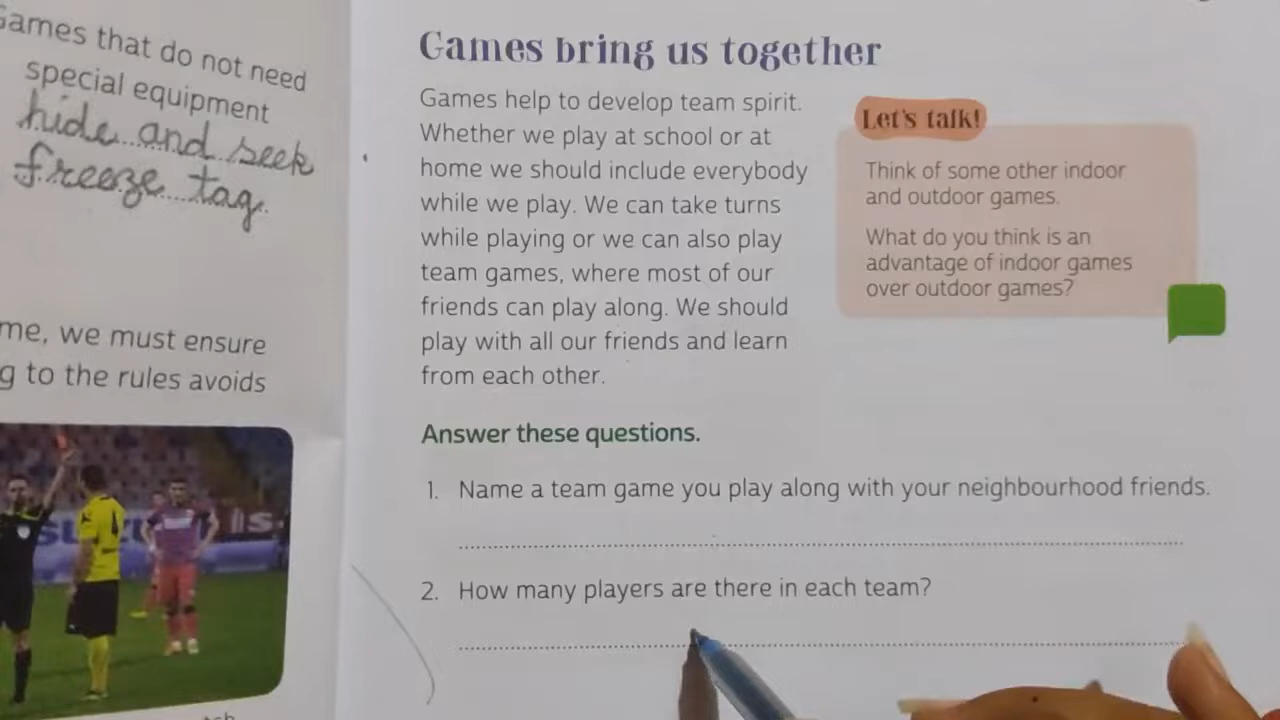 Games that do not need
special equipment
hide and seek
freeze tag
me, we must ensure
g to the rules avoids
Games bring us together
Games help to develop team spirit.
Whether we play at school or at
home we should include everybody
while we play. We can take turns
while playing or we can also play
team games, where most of our
friends can play along. We should
play with all our friends and learn
from each other.
Let's talk!
Think of some other indoor
and outdoor games.
What do you think is an
advantage of indoor games
over outdoor games?
Answer these questions.
1. Name a team game you play along with your neighbourhood friends.
2. How many players are there in each team?